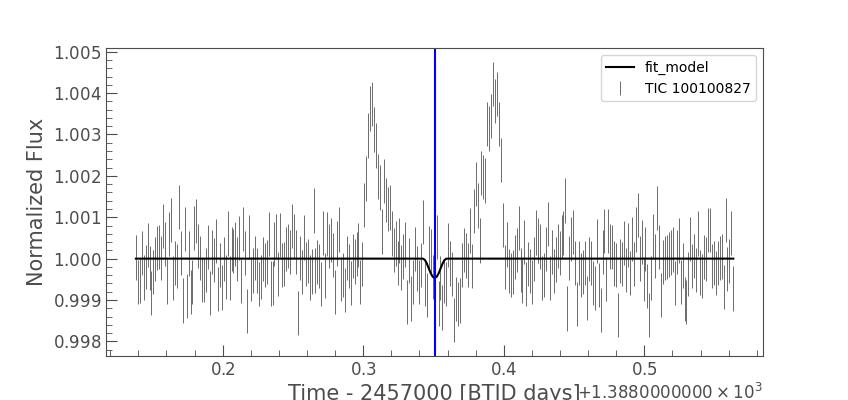 1.005
1.004
1.003
1.002
1.001
1.000
0.999
0.998
Normalized Flux
fit_model
TIC 100100827
0.2
0.3
0.4
0.5
Time - 2457000 [BTJD days]
+1.3880000000 × 10³